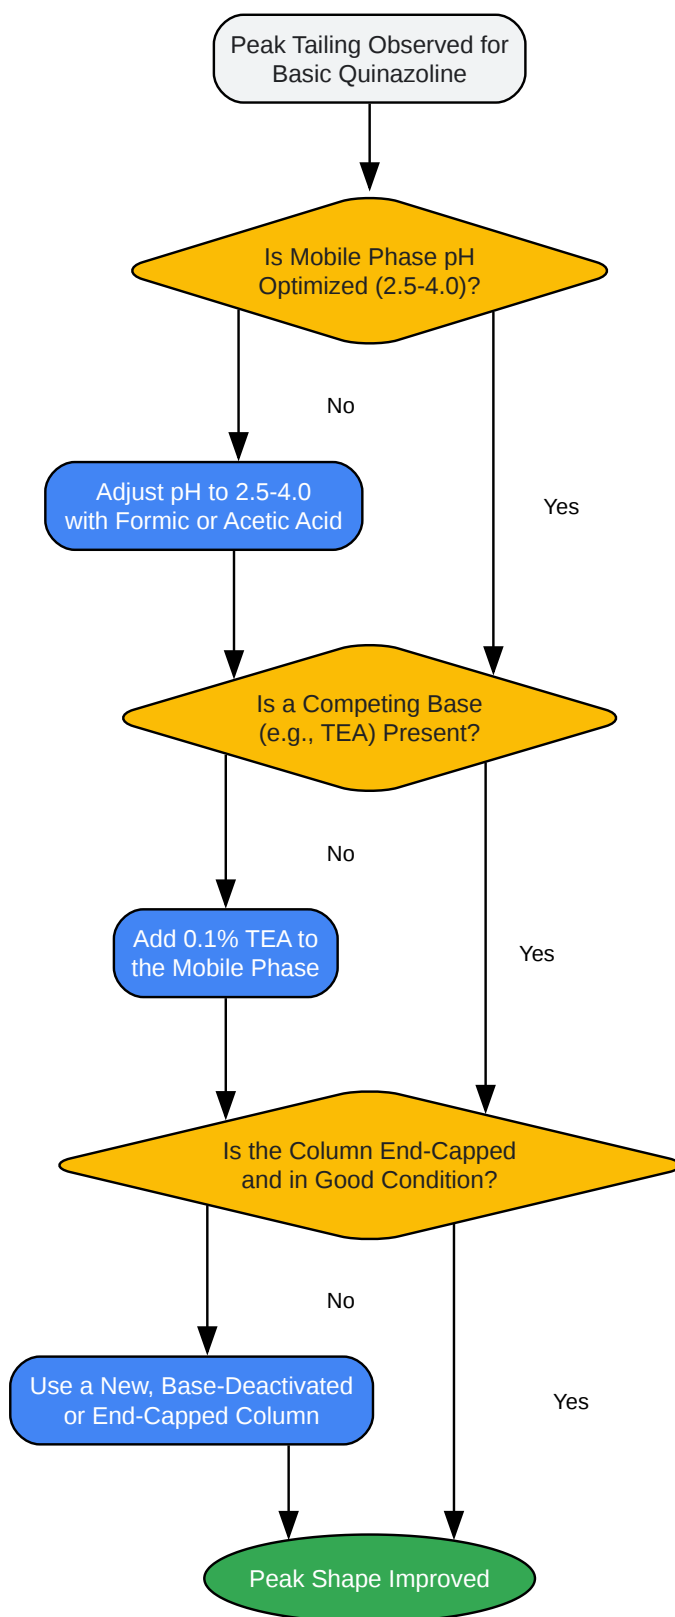 Peak Tailing Observed for
Basic Quinazoline
Is Mobile Phase pH
Optimized (2.5-4.0)?
No
Adjust pH to 2.5-4.0
with Formic or Acetic Acid
Yes
Is a Competing Base
(e.g., TEA) Present?
No
Add 0.1% TEA to
the Mobile Phase
Yes
Is the Column End-Capped
and in Good Condition?
No
Use a New, Base-Deactivated
or End-Capped Column
Yes
Peak Shape Improved